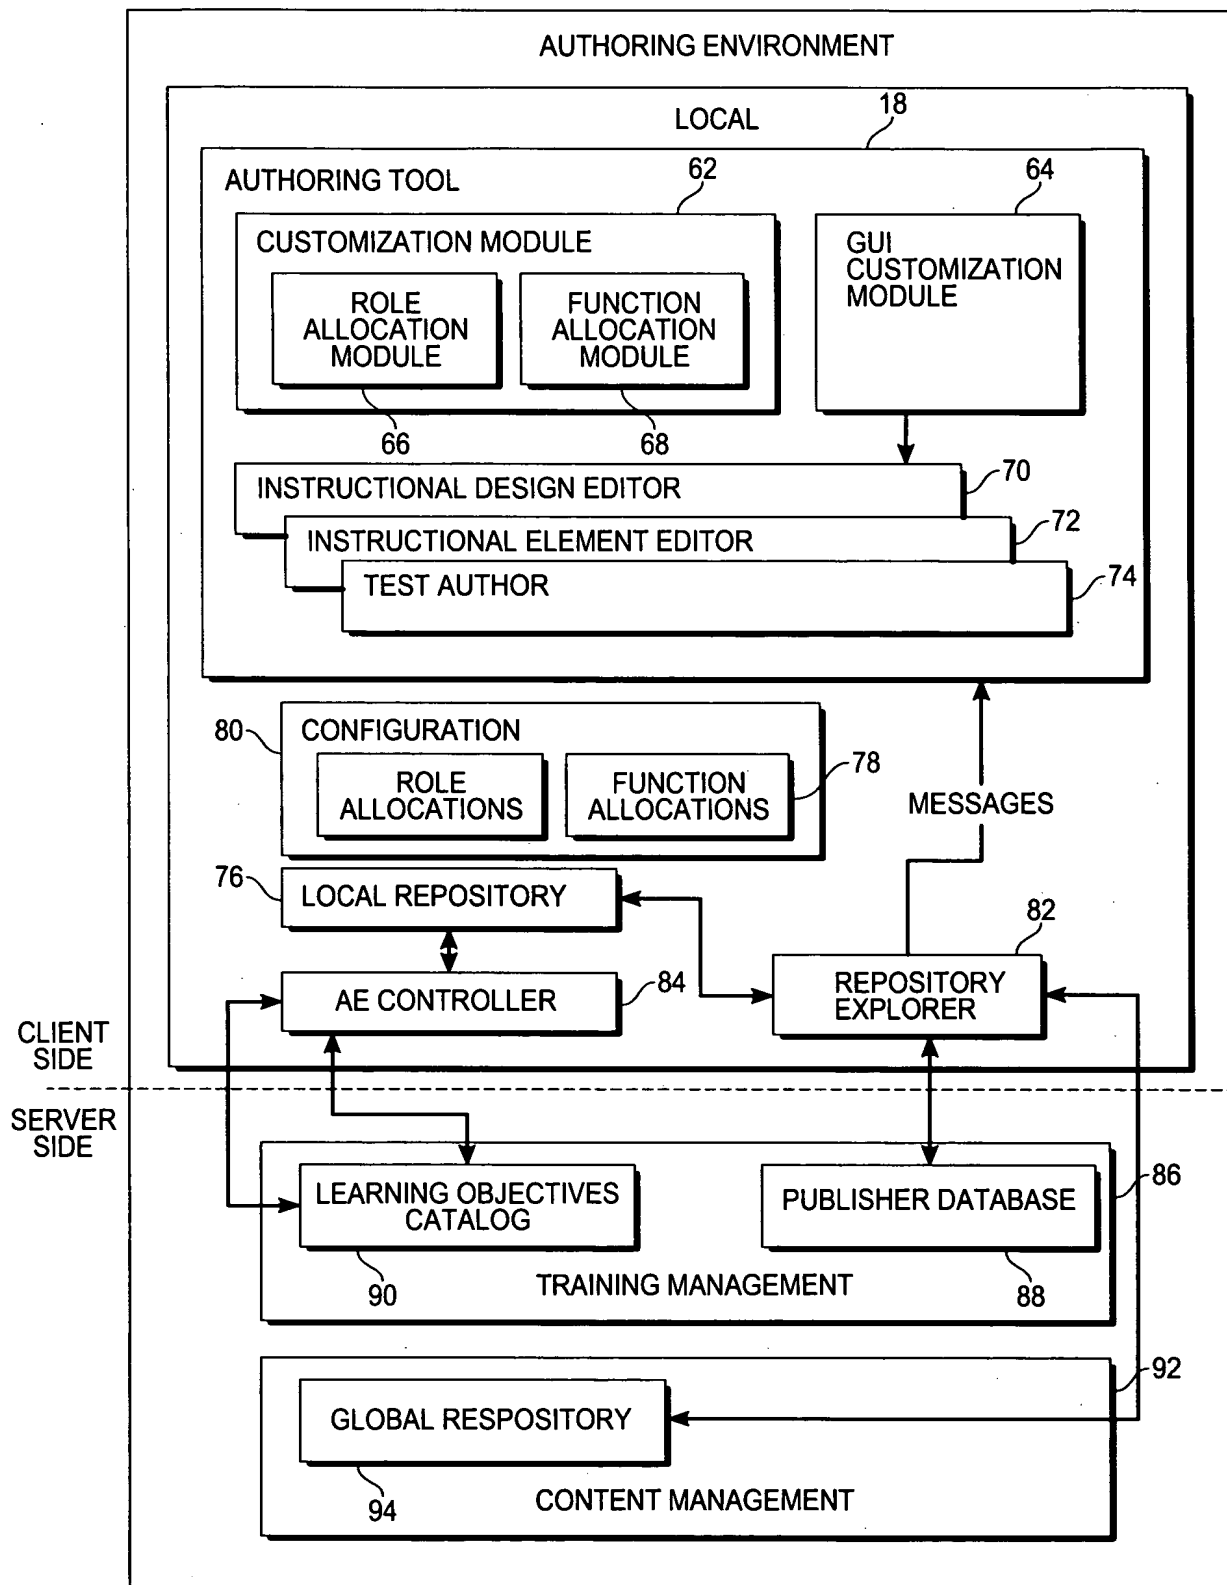 AUTHORING ENVIRONMENT
LOCAL
18
AUTHORING TOOL
62
64
CUSTOMIZATION MODULE
GUI
CUSTOMIZATION
MODULE
ROLE
ALLOCATION
MODULE
FUNCTION
ALLOCATION
MODULE
66
68
INSTRUCTIONAL DESIGN EDITOR
70
INSTRUCTIONAL ELEMENT EDITOR
72
TEST AUTHOR
74
80
CONFIGURATION
ROLE
ALLOCATIONS
FUNCTION
ALLOCATIONS
78
MESSAGES
76
LOCAL REPOSITORY
82
AE CONTROLLER
84
REPOSITORY
EXPLORER
CLIENT
SIDE
SERVER
SIDE
LEARNING OBJECTIVES
CATALOG
PUBLISHER DATABASE
86
90
TRAINING MANAGEMENT
88
92
GLOBAL RESPOSITORY
94
CONTENT MANAGEMENT